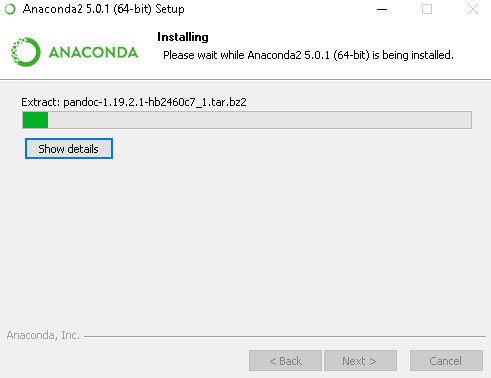 Anaconda2 5.0.1 (64-bit) Setup
ANACONDA
Installing
Please wait while Anaconda2 5.0.1 (64-bit) is being installed.
Extract: pandoc-1.19.2.1-hb2460c7_1.tar.bz2
Show details
Anaconda, Inc.
< Back
Next >
Cancel